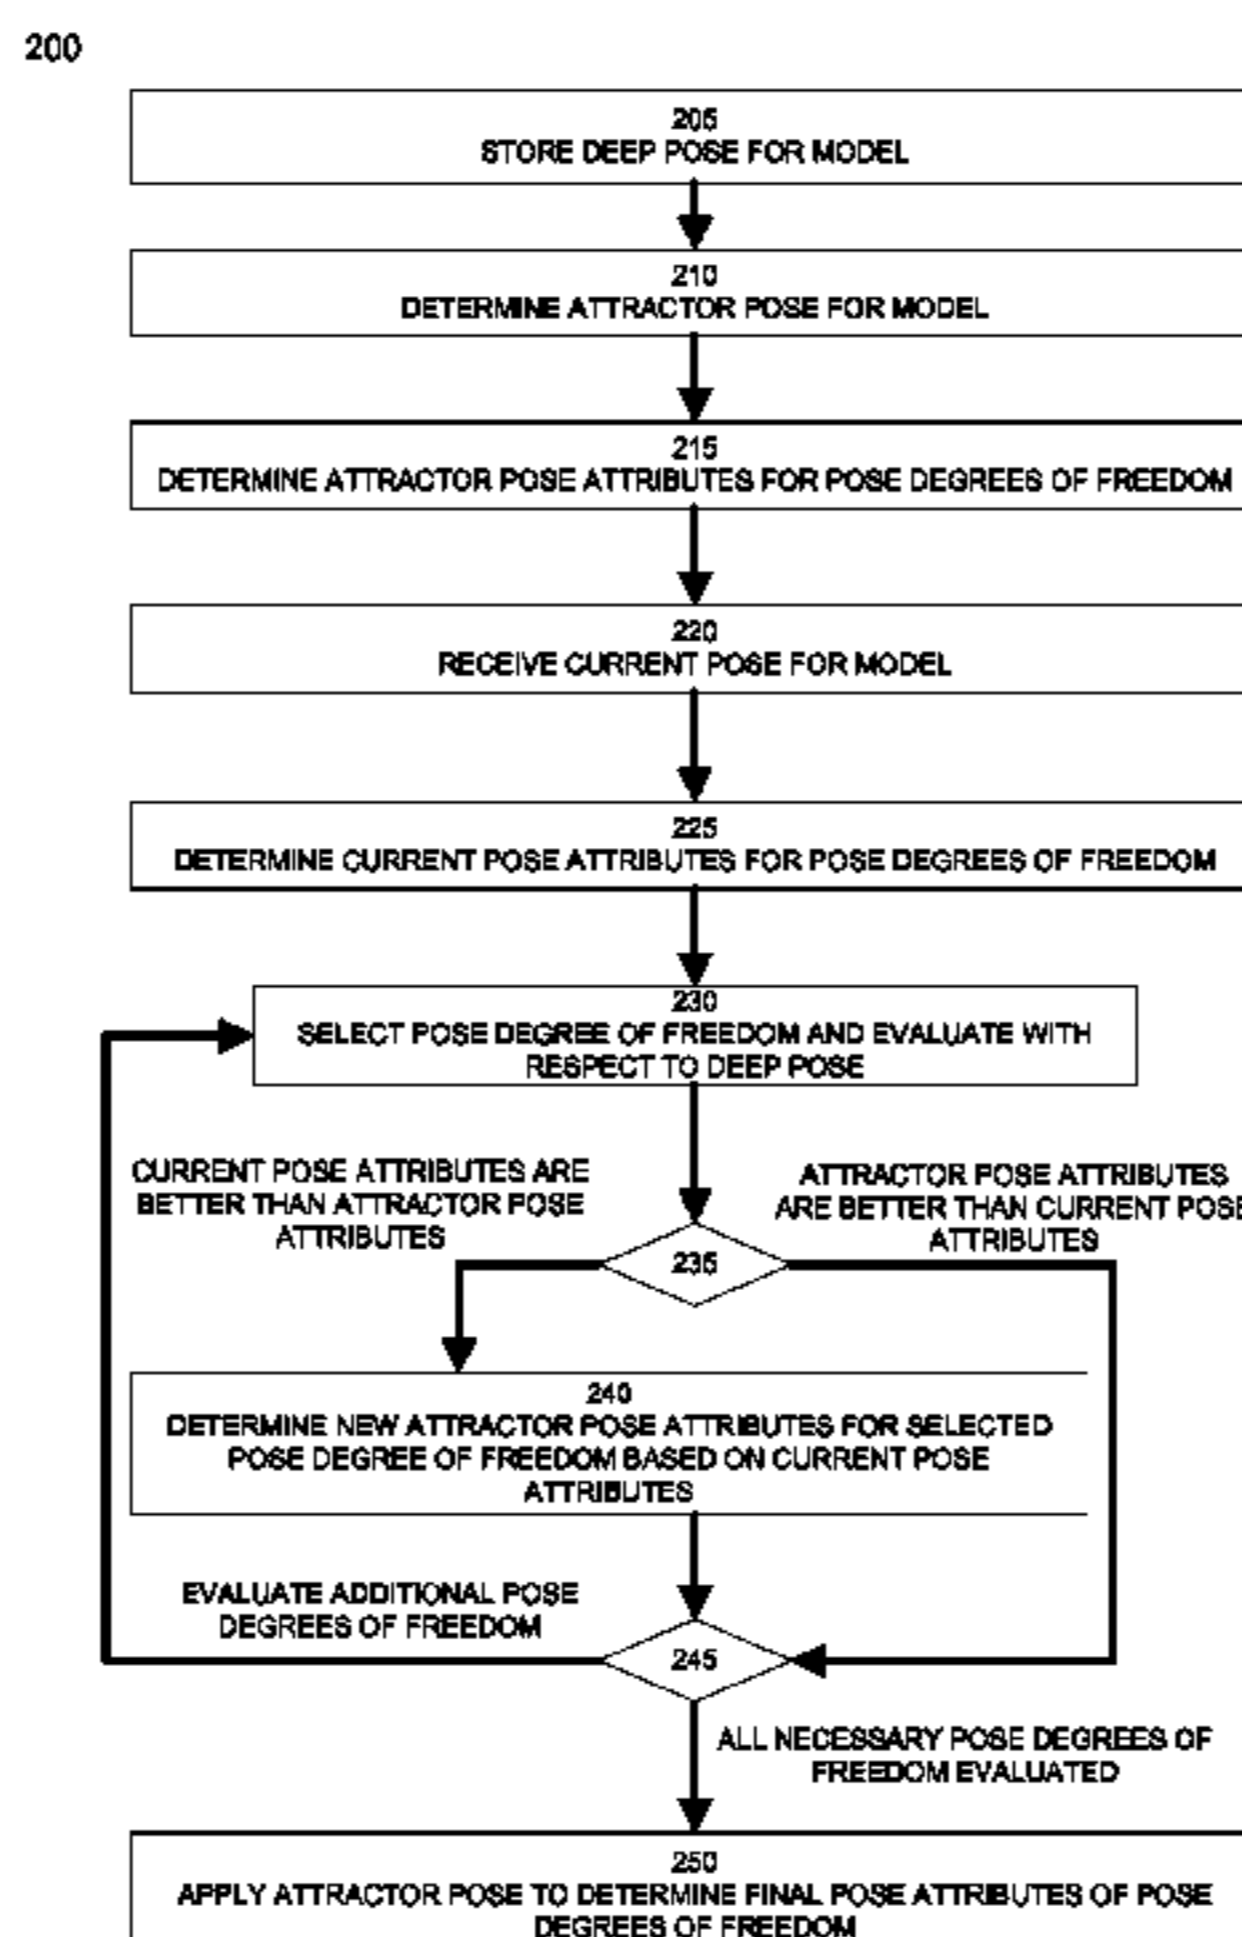 200
205
STORE DEEP POSE FOR MODEL
210
DETERMINE ATTRACTOR POSE FOR MODEL
215
DETERMINE ATTRACTOR POSE ATTRIBUTES FOR POSE DEGREES OF FREEDOM
220
RECEIVE CURRENT POSE FOR MODEL
225
DETERMINE CURRENT POSE ATTRIBUTES FOR POSE DEGREES OF FREEDOM
230
SELECT POSE DEGREE OF FREEDOM AND EVALUATE WITH
RESPECT TO DEEP POSE
CURRENT POSE ATTRIBUTES ARE
BETTER THAN ATTRACTOR POSE
ATTRIBUTES
ATTRACTOR POSE ATTRIBUTES
ARE BETTER THAN CURRENT POSE
ATTRIBUTES
235
240
DETERMINE NEW ATTRACTOR POSE ATTRIBUTES FOR SELECTED
POSE DEGREE OF FREEDOM BASED ON CURRENT POSE
ATTRIBUTES
EVALUATE ADDITIONAL POSE
DEGREES OF FREEDOM
245
ALL NECESSARY POSE DEGREES OF
FREEDOM EVALUATED
250
APPLY ATTRACTOR POSE TO DETERMINE FINAL POSE ATTRIBUTES OF POSE
DEGREES OF FREEDOM